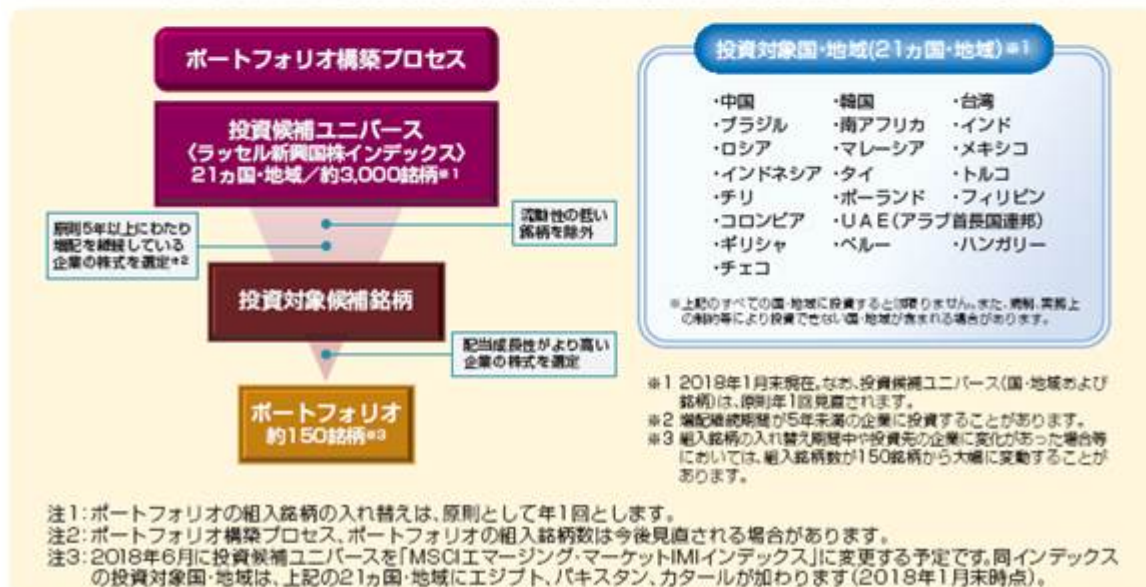 ポートフォリオ構築プロセス
投資候補ユニバース
〈ラッセル新興国株インデックス〉
21ヵ国・地域／約3,000銘柄※1
原則5年以上にわたり
増配を継続している
企業の株式を選定※2
流動性の低い
銘柄を除外
投資対象候補銘柄
配当成長性がより高い
企業の株式を選定
ポートフォリオ
約150銘柄※3
投資対象国・地域(21ヵ国・地域)※1
・中国 ・韓国 ・台湾
・ブラジル ・南アフリカ ・インド
・ロシア ・マレーシア ・メキシコ
・インドネシア ・タイ ・トルコ
・チリ ・ポーランド ・フィリピン
・コロンビア ・UAE(アラブ首長国連邦)
・ギリシャ ・ペルー ・ハンガリー
・チェコ
※上記のすべての国・地域に投資するとは限りません。また、規制、実務上
の制約等により投資できない国・地域が含まれる場合があります。
※1 2018年1月末現在。なお、投資候補ユニバース(国・地域および
銘柄)は、原則年1回見直されます。
※2 増配継続期間が5年未満の企業に投資することがあります。
※3 組入銘柄の入れ替え期間中や投資先の企業に変化があった場合等
においては、組入銘柄数が150銘柄から大幅に変動することが
あります。
注1：ポートフォリオの組入銘柄の入れ替えは、原則として年1回とします。
注2：ポートフォリオ構築プロセス、ポートフォリオの組入銘柄数は今後見直される場合があります。
注3：2018年6月に投資候補ユニバースを「MSCIエマージング・マーケットIMIインデックス」に変更する予定です。同インデックス
の投資対象国・地域は、上記の21ヵ国・地域にエジプト、パキスタン、カタールが加わります(2018年1月末時点)。